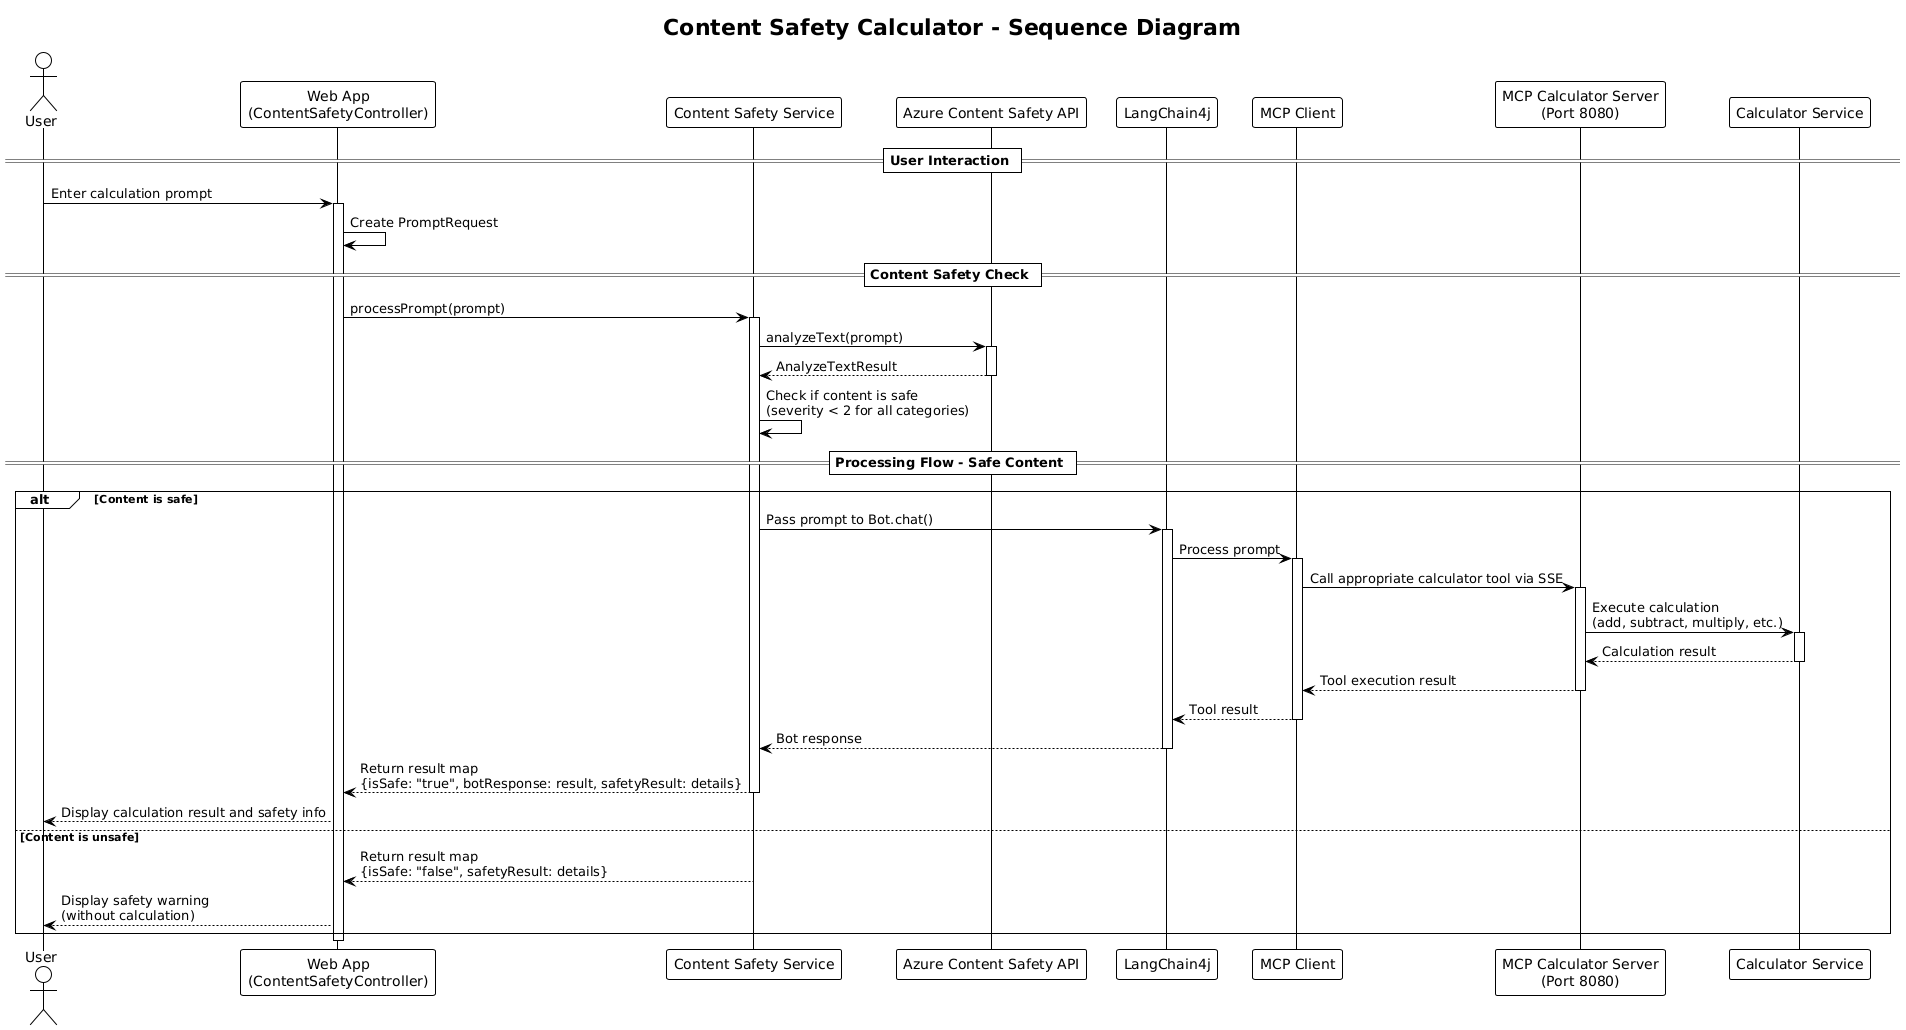 Content Safety Calculator - Sequence Diagram
User
Web App
(ContentSafetyController)
Content Safety Service
Azure Content Safety API
LangChain4j
MCP Client
MCP Calculator Server
(Port 8080)
Calculator Service
User Interaction
Enter calculation prompt
Create PromptRequest
Content Safety Check
processPrompt(prompt)
analyzeText(prompt)
AnalyzeTextResult
Check if content is safe
(severity < 2 for all categories)
Processing Flow - Safe Content
alt
[Content is safe]
Pass prompt to Bot.chat()
Process prompt
Call appropriate calculator tool via SSE
Execute calculation
(add, subtract, multiply, etc.)
Calculation result
Tool execution result
Tool result
Bot response
Return result map
{isSafe: "true", botResponse: result, safetyResult: details}
Display calculation result and safety info
[Content is unsafe]
Return result map
{isSafe: "false", safetyResult: details}
Display safety warning
(without calculation)
User
Web App
(ContentSafetyController)
Content Safety Service
Azure Content Safety API
LangChain4j
MCP Client
MCP Calculator Server
(Port 8080)
Calculator Service